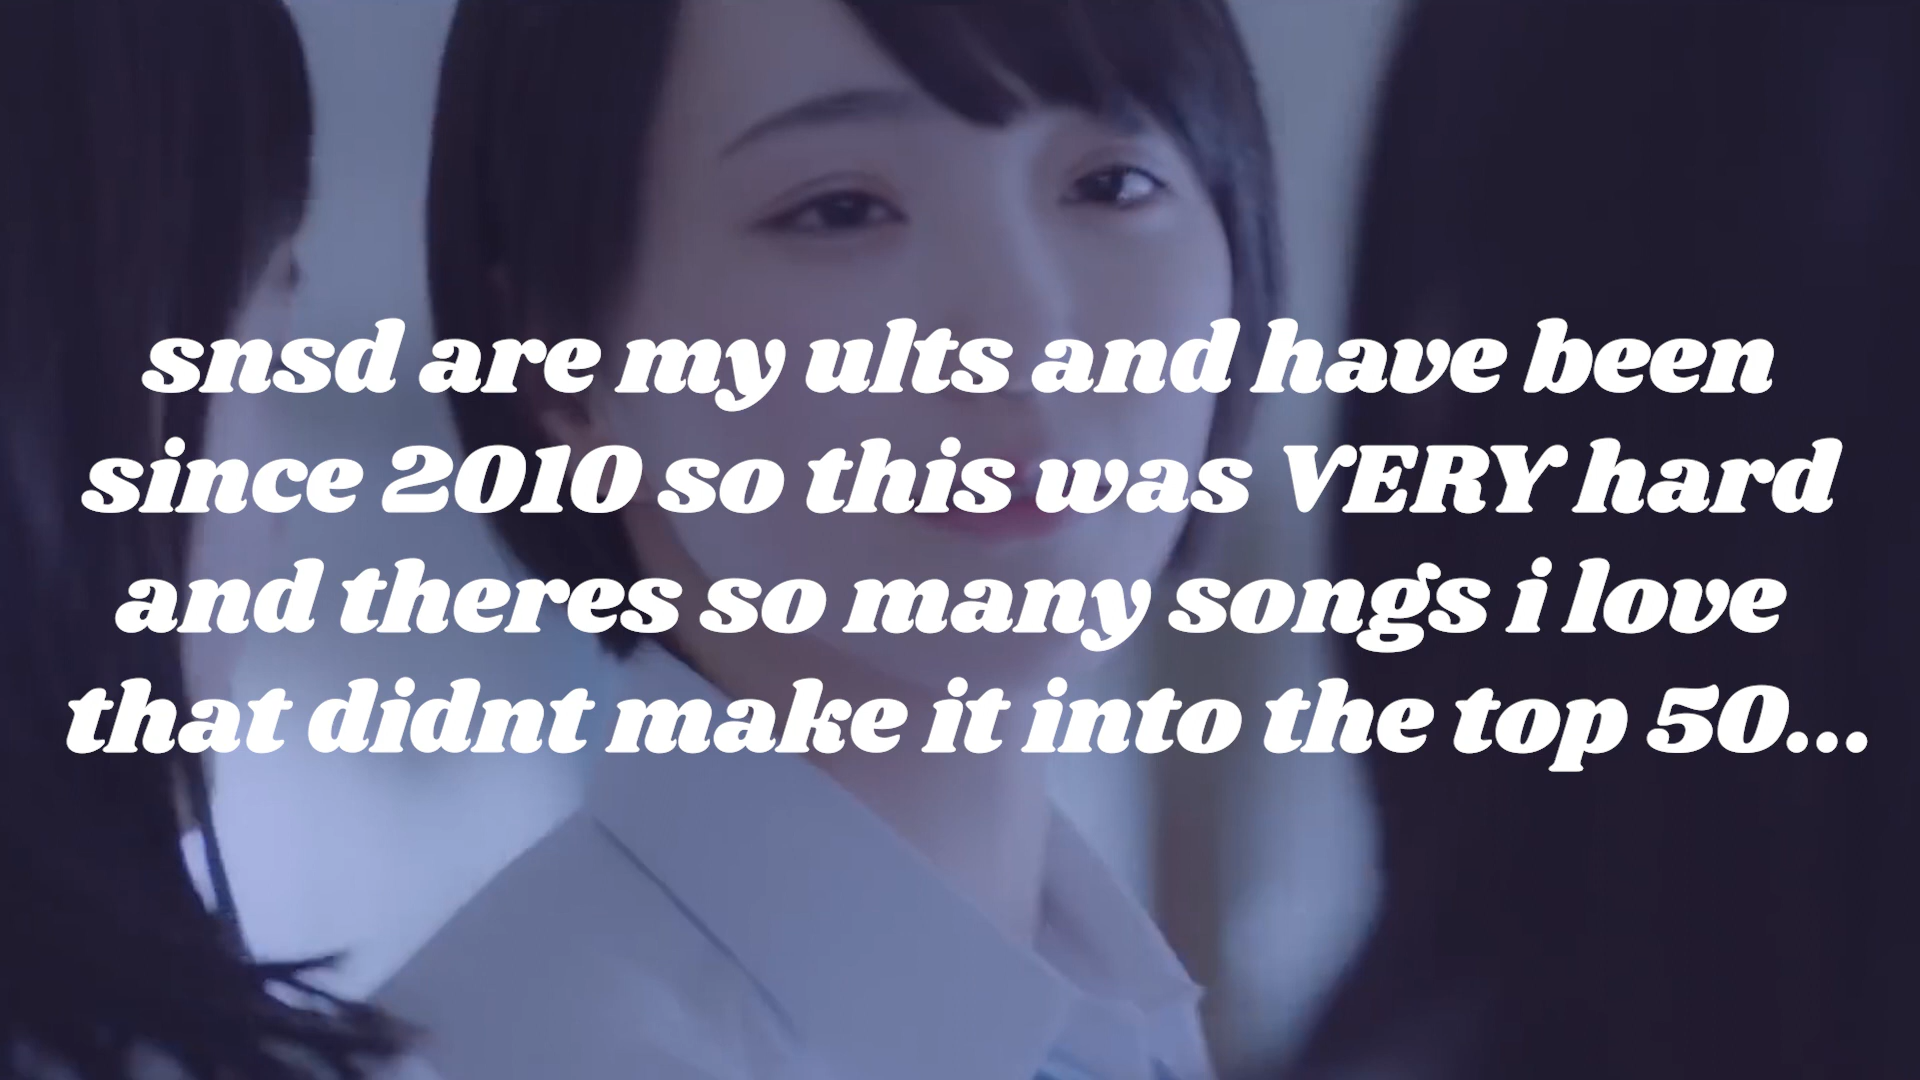 snsd are my ults and have been
since 2010 so this was VERY hard
and theres so many songs i love
that didnt make it into the top 50...